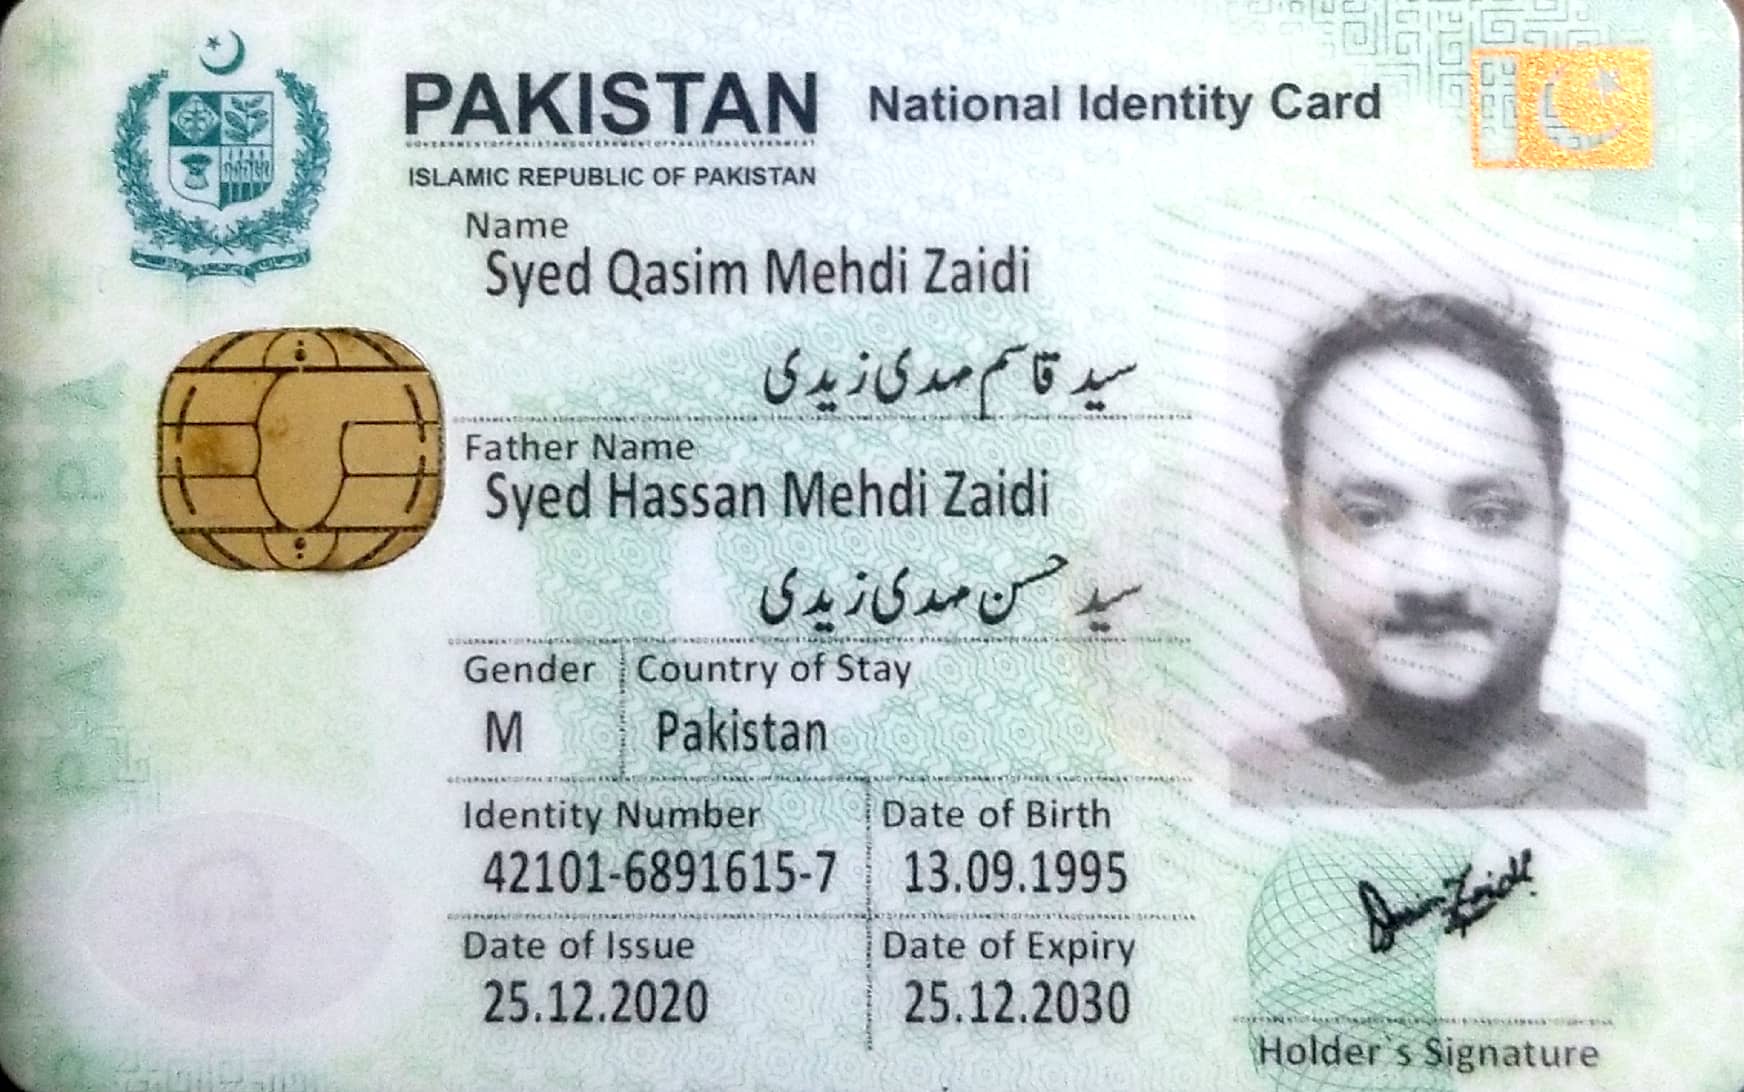 PAKISTAN National Identity Card
ISLAMIC REPUBLIC OF PAKISTAN
Name
Syed Qasim Mehdi Zaidi
سید قاسم مہدی زیدی
Father Name
Syed Hassan Mehdi Zaidi
سید حسن مہدی زیدی
Gender Country of Stay
M Pakistan
Identity Number Date of Birth
42101-6891615-7 13.09.1995
Date of Issue Date of Expiry
25.12.2020 25.12.2030
Holder's Signature